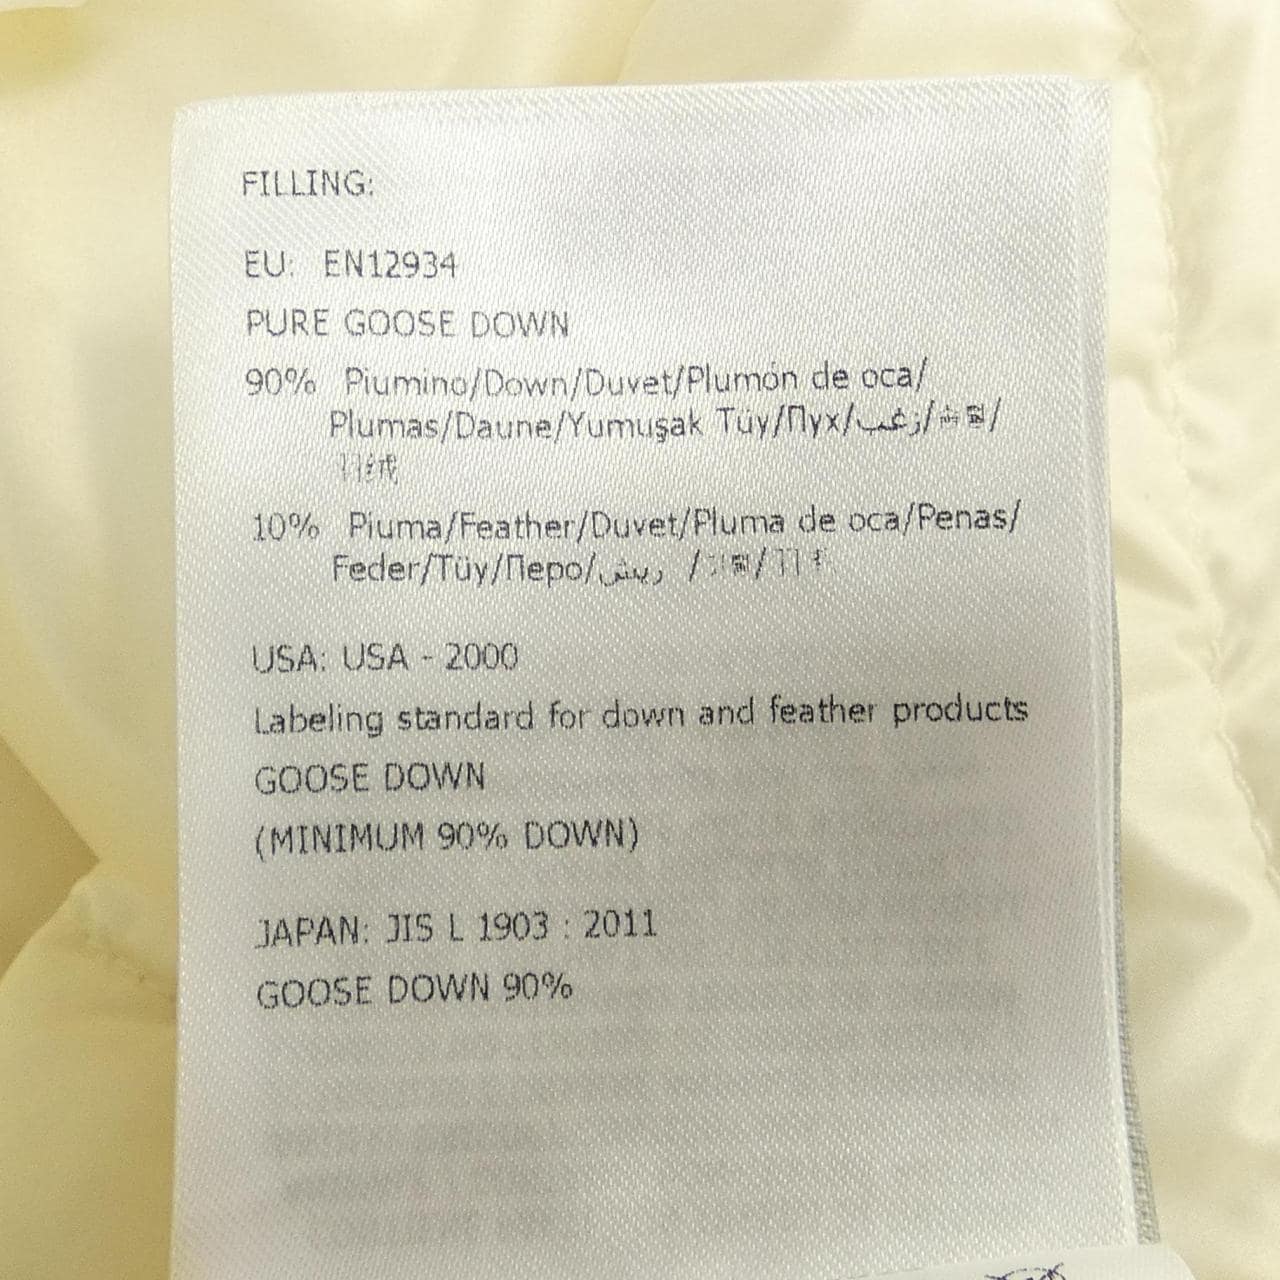 FILLING:
EU: EN12934
PURE GOOSE DOWN
90% Piumino/Down/Duvet/Plumón de oca/
Plumas/Daune/Yumuşak Tüy/Пух/زغب/
10% Piuma/Feather/Duvet/Pluma de oca/Penas/
Feder/Tüy/Перо/ريش /
USA: USA - 2000
Labeling standard for down and feather products
GOOSE DOWN
(MINIMUM 90% DOWN)
JAPAN: JIS L 1903 : 2011
GOOSE DOWN 90%